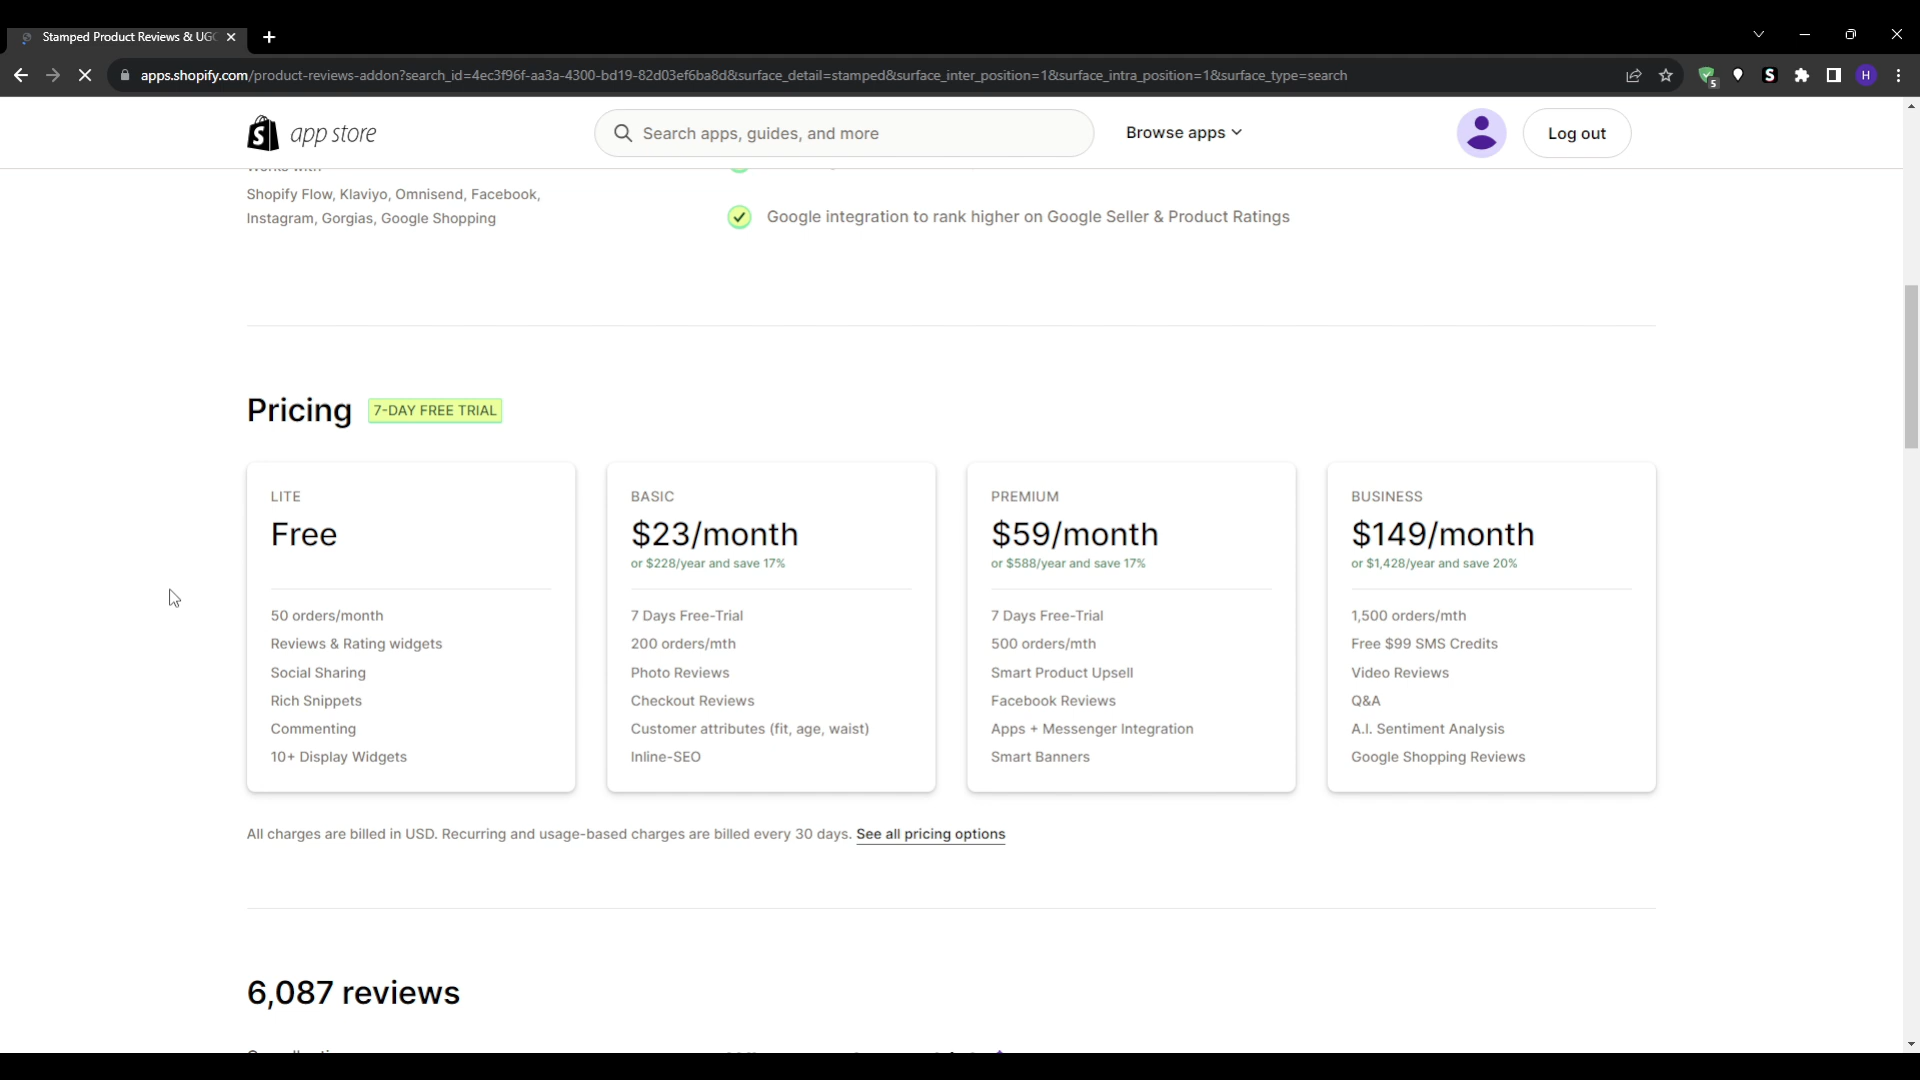 Stamped Product Reviews & UGC
apps.shopify.com/product-reviews-addon?search_id=4ec3f96f-aa3a-4300-bd19-82d03ef6ba8d&surface_detail=stamped&surface_inter_position=1&surface_intra_position=1&surface_type=search
5
S
H
app store
Search apps, guides, and more
Browse apps
Log out
Works with
Shopify Flow, Klaviyo, Omnisend, Facebook,
Instagram, Gorgias, Google Shopping
Google integration to rank higher on Google Seller & Product Ratings
Pricing
7-DAY FREE TRIAL
LITE
Free
50 orders/month
Reviews & Rating widgets
Social Sharing
Rich Snippets
Commenting
10+ Display Widgets
BASIC
$23/month
or $228/year and save 17%
7 Days Free-Trial
200 orders/mth
Photo Reviews
Checkout Reviews
Customer attributes (fit, age, waist)
Inline-SEO
PREMIUM
$59/month
or $588/year and save 17%
7 Days Free-Trial
500 orders/mth
Smart Product Upsell
Facebook Reviews
Apps + Messenger Integration
Smart Banners
BUSINESS
$149/month
or $1,428/year and save 20%
1,500 orders/mth
Free $99 SMS Credits
Video Reviews
Q&A
A.I. Sentiment Analysis
Google Shopping Reviews
All charges are billed in USD. Recurring and usage-based charges are billed every 30 days. See all pricing options
6,087 reviews